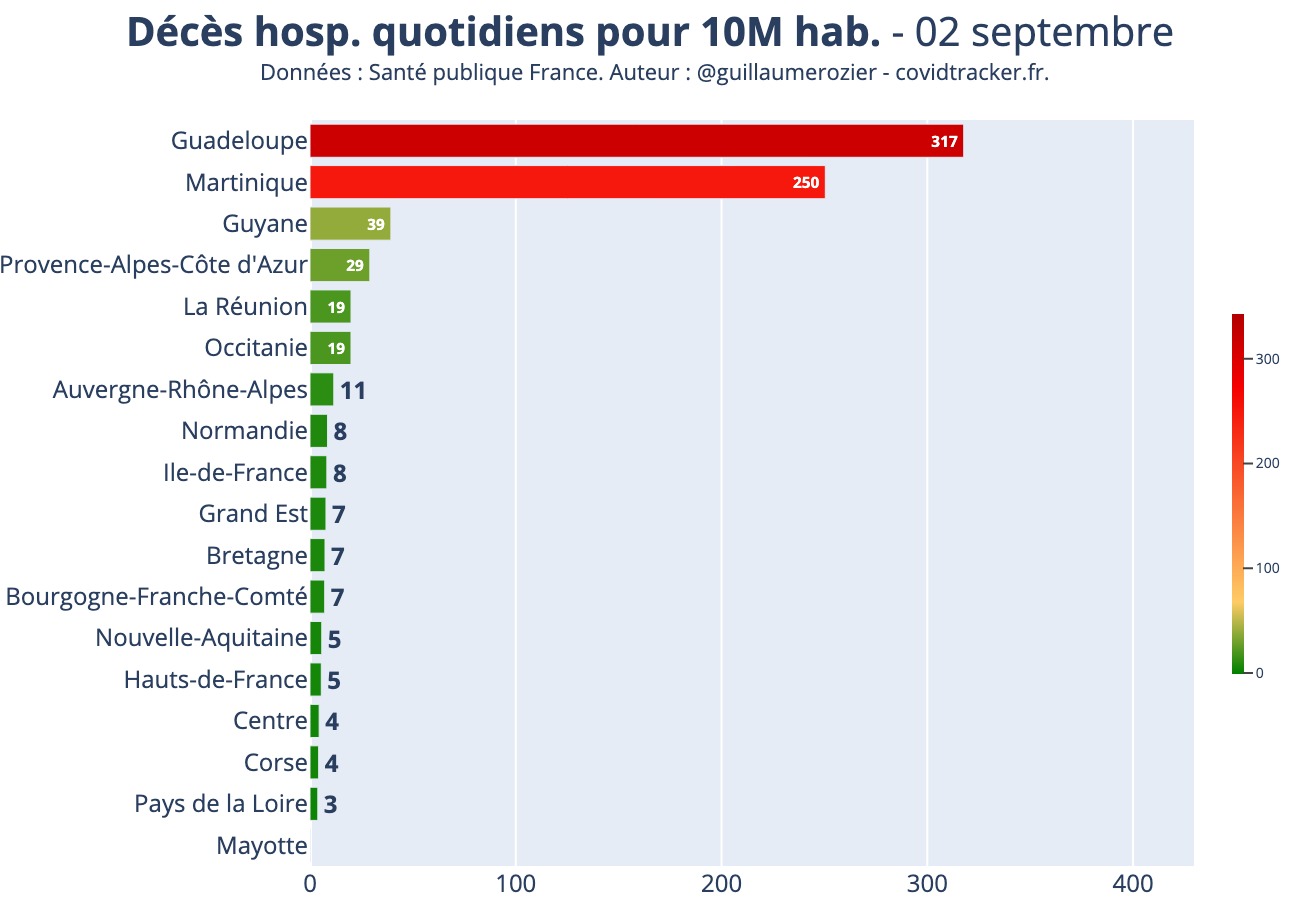 Décès hosp. quotidiens pour 10M hab. - 02 septembre
Données : Santé publique France. Auteur : @guillaumerozier - covidtracker.fr.
Guadeloupe 317
Martinique 250
Guyane 39
Provence-Alpes-Côte d'Azur 29
La Réunion 19
Occitanie 19
Auvergne-Rhône-Alpes 11
Normandie 8
Ile-de-France 8
Grand Est 7
Bretagne 7
Bourgogne-Franche-Comté 7
Nouvelle-Aquitaine 5
Hauts-de-France 5
Centre 4
Corse 4
Pays de la Loire 3
Mayotte
0 100 200 300 400
300
200
100
0